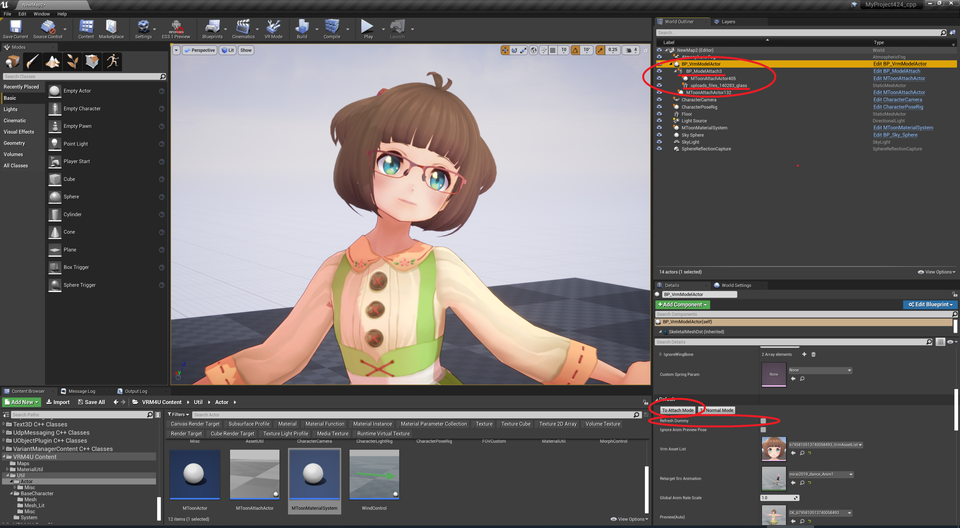 NewMap2
MyProject424_cpp
File Edit Window Help
Save Current
Source Control
Content
Marketplace
Settings
ES3.1 Preview
VR Mode
Build
Compile
Play
Launch
Cinematics
Modes
Search Classes
Recently Placed
Basic
Lights
Cinematic
Visual Effects
Geometry
Volumes
All Classes
Empty Actor
Empty Character
Empty Pawn
Point Light
Player Start
Cube
Sphere
Cylinder
Cone
Plane
Box Trigger
Sphere Trigger
Perspective
Lit
Show
10
10°
0.25
4
World Outliner
Layers
Search...
Label
Type
NewMap2 (Editor)
World
AtmosphericFog
AtmosphericFog
BP_VrmModelActor
Edit BP_VrmModelActor
BP_ModelAttach3
Edit BP_ModelAttach
MToonAttachActor405
Edit MToonAttachActor
uploads_files_140283_glass
StaticMeshActor
MToonAttachActor132
Edit MToonAttachActor
CharacterCamera
Edit CharacterCamera
CharacterPoseRig
Edit CharacterPoseRig
Floor
StaticMeshActor
Light Source
DirectionalLight
MToonMaterialSystem
Edit MToonMaterialSystem
Sky Sphere
Edit BP_Sky_Sphere
SkyLight
SkyLight
SphereReflectionCapture
SphereReflectionCapture
14 actors (1 selected)
View Options
Details
World Settings
BP_VrmModelActor
Add Component
Edit Blueprint
Search Components
BP_VrmModelActor(self)
SkeletalMesh0 (Inherited)
Search Details
IgnoreWingBone
2 Array elements
Custom Spring Param
None
None
Default
To Attach Mode
To Normal Mode
Refresh Dummy
Ignore Anim Preview Pose
Vrm Asset List
Retarget Src Animation
Global Anim Rate Scale
1.0
Preview(Auto)
Content Browser
Message Log
Output Log
Add New
Import
Save All
VRM4U Content
Util
Actor
Search Paths
Text3D C++ Classes
UdpMessaging C++ Classes
UObjectPlugin C++ Classes
VariantManagerContent C++ Classes
VRM4U Content
Maps
MaterialUtil
Util
Actor
Misc
BaseCharacter
Mesh
Mesh_Lit
Misc
System
Filters
Search Actor
Canvas Render Target
Subsurface Profile
Material
Material Function
Material Instance
Material Parameter Collection
Texture
Texture Cube
Texture 2D Array
Volume Texture
Render Target
Cube Render Target
Texture Light Profile
Media Texture
Runtime Virtual Texture
Misc
AssetUtil
CharacterCamera
CharacterLightRig
CharacterPoseRig
FOVCustom
MaterialUtil
MorphControl
MToonActor
MToonAttachActor
MToonMaterialSystem
WindControl
12 items (1 selected)
View Options